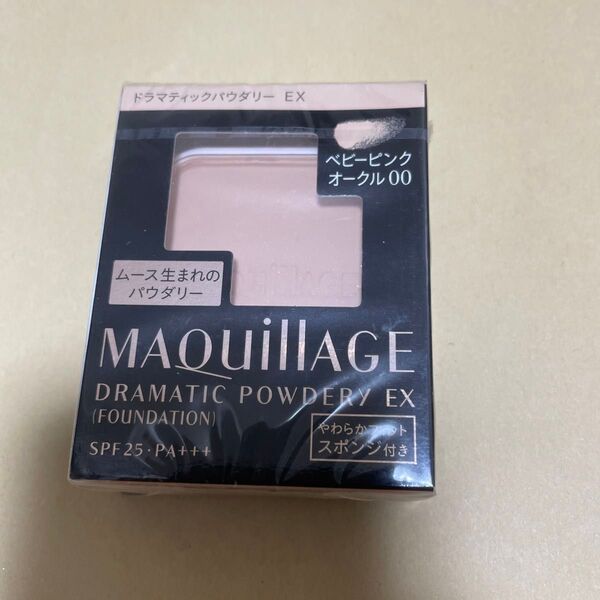 ドラマティックパウダリー EX
ベビーピンク
オークル00
ムース生まれの
パウダリー
MAQuillAGE
DRAMATIC POWDERY EX
(FOUNDATION)
SPF25・PA+++
やわらかフィット
スポンジ付き